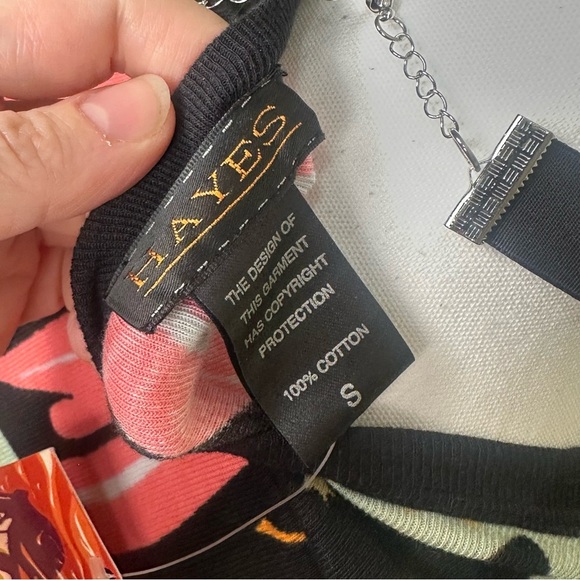 HAYES
THE DESIGN OF
THIS GARMENT
HAS COPYRIGHT
PROTECTION
100% COTTON
S